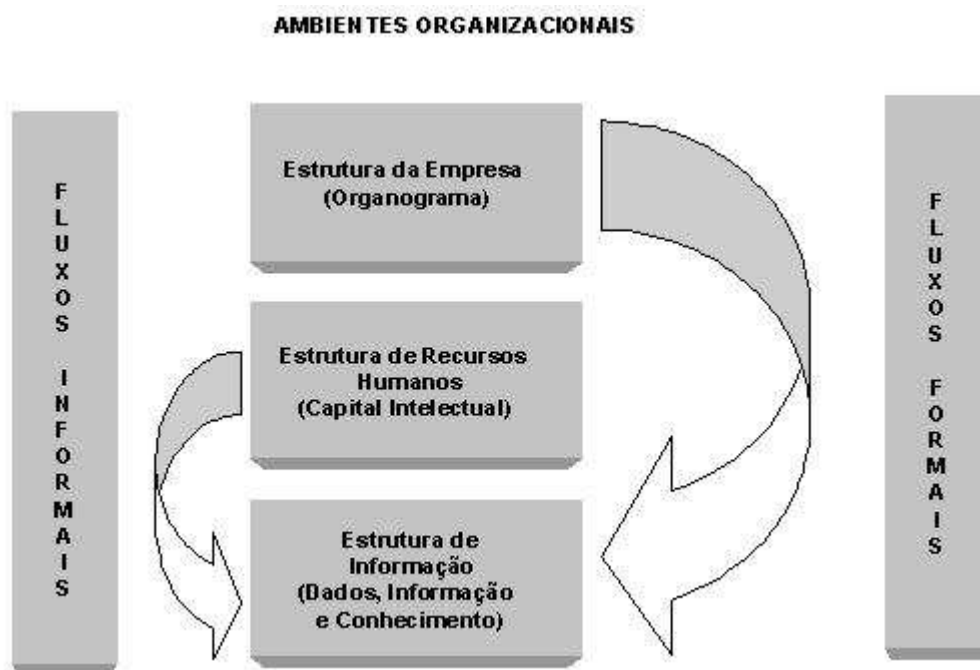 AMBIENTES ORGANIZACIONAIS
FLUXOS INFORMAIS
Estrutura da Empresa
(Organograma)
Estrutura de Recursos
Humanos
(Capital Intelectual)
Estrutura de
Informação
(Dados, Informação
e Conhecimento)
FLUXOS FORMAIS